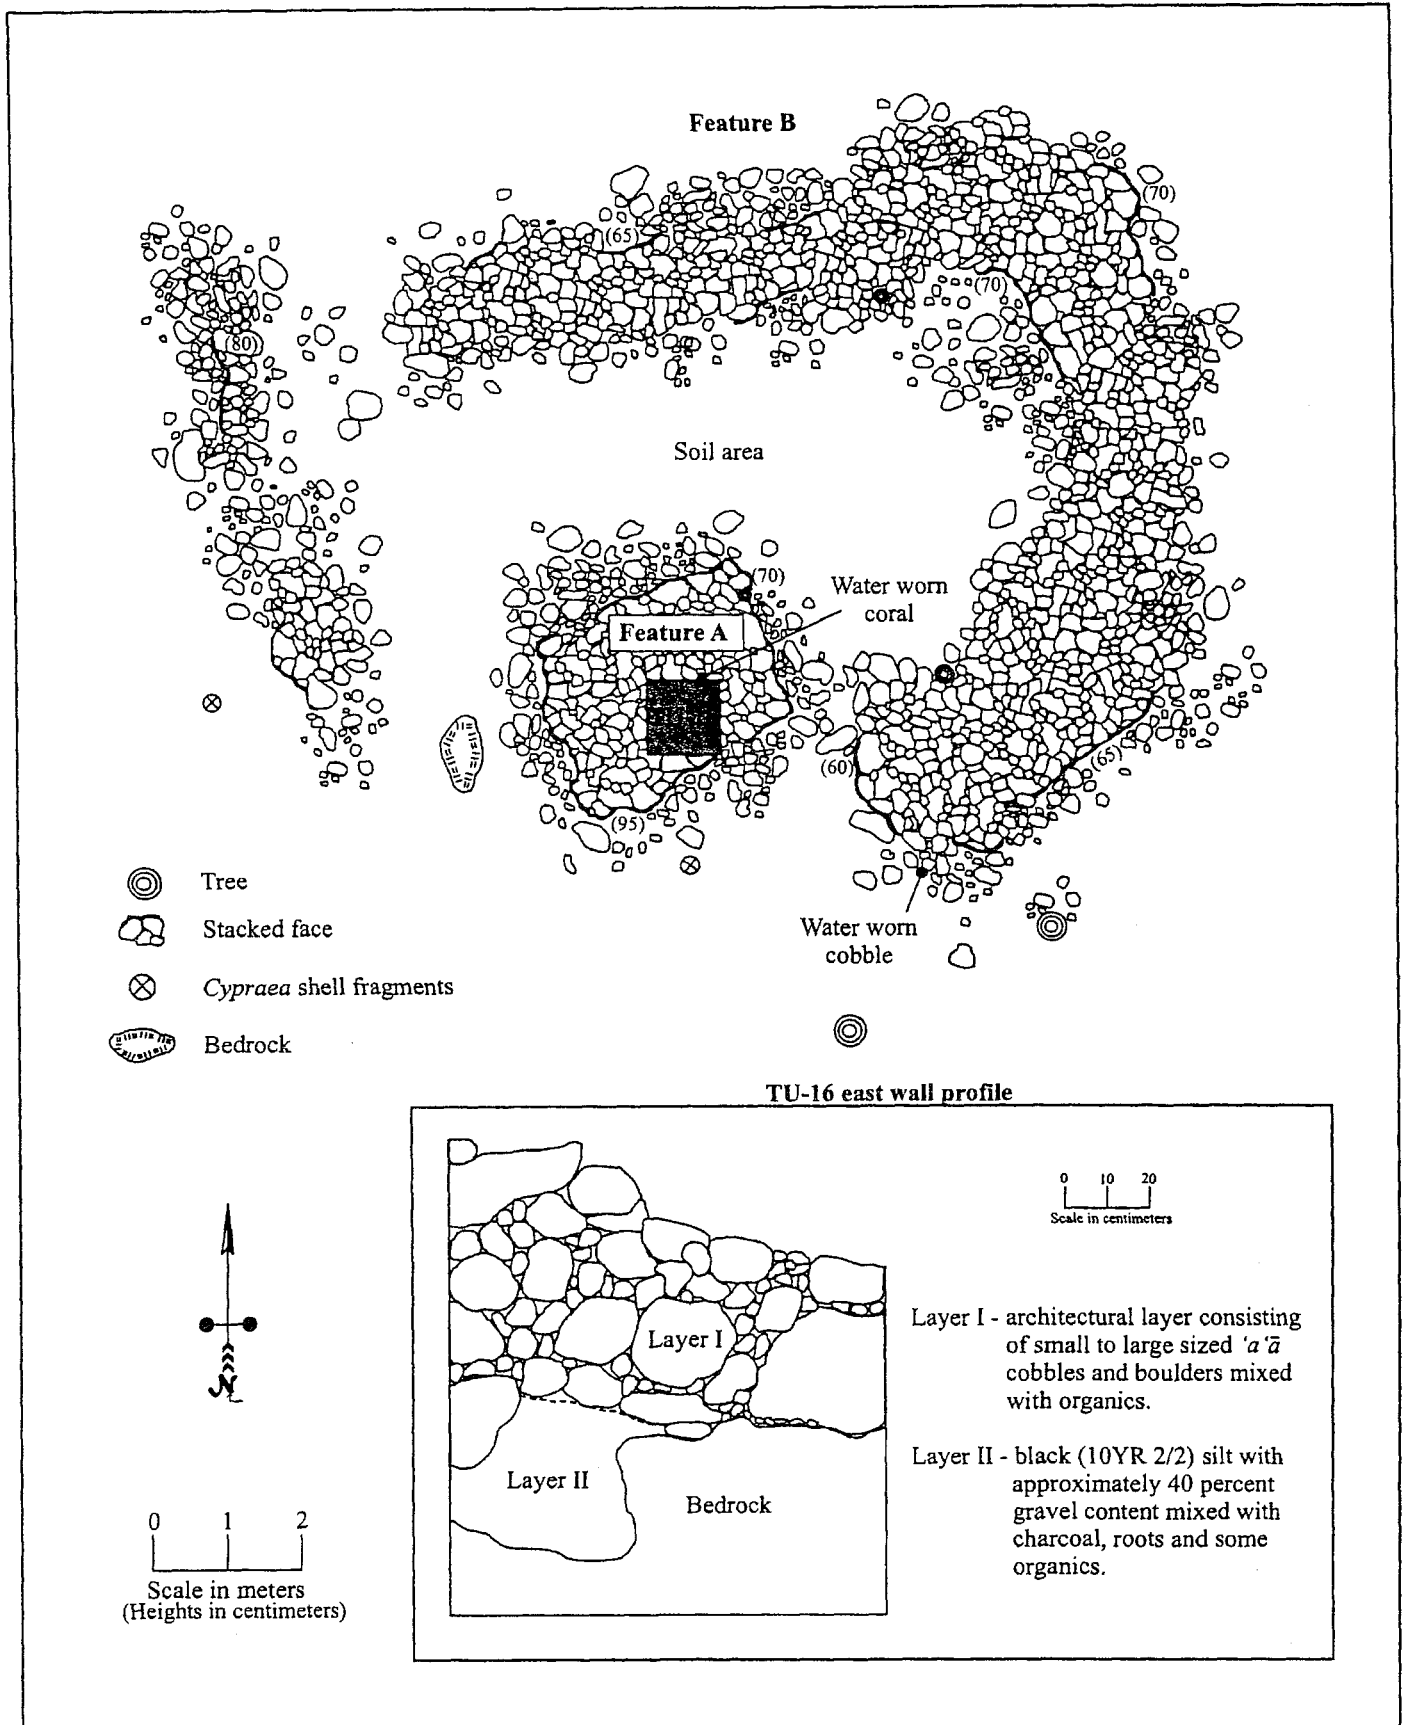 Feature B
(70)
(65)
(70)
(80)
Soil area
(70)
Water worn
coral
Feature A
(60)
(65)
(95)
Tree
Stacked face
Water worn
cobble
Cypraea shell fragments
Bedrock
TU-16 east wall profile
0 10 20
Scale in centimeters
Layer I
Layer I - architectural layer consisting
of small to large sized ʻaʻā
cobbles and boulders mixed
with organics.
N
Layer II
Bedrock
Layer II - black (10YR 2/2) silt with
approximately 40 percent
gravel content mixed with
charcoal, roots and some
organics.
0 1 2
Scale in meters
(Heights in centimeters)